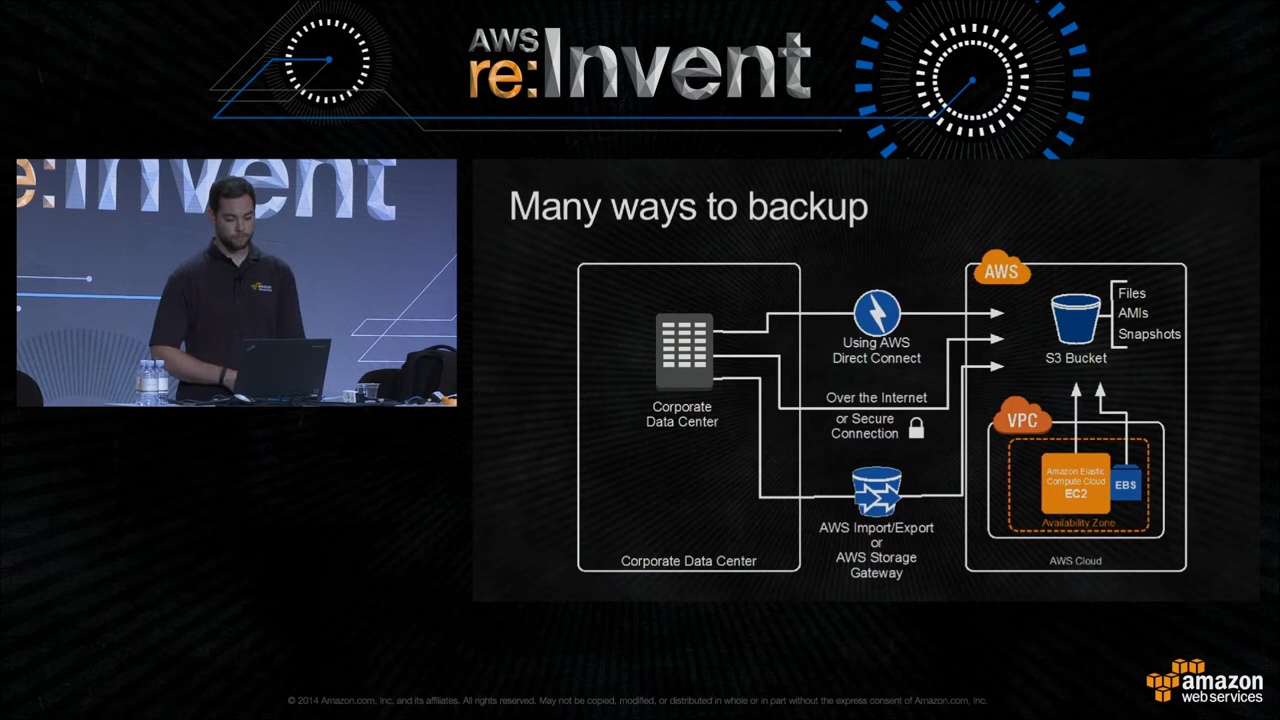 AWS
re:Invent
e:Invent
Many ways to backup
AWS
Files
AMIs
Snapshots
S3 Bucket
Using AWS
Direct Connect
Corporate
Data Center
Over the Internet
or Secure
Connection
VPC
Amazon Elastic
Compute Cloud
EC2
EBS
Availability Zone
AWS Import/Export
or
AWS Storage
Gateway
Corporate Data Center
AWS Cloud
amazon
web services
© 2014 Amazon.com, Inc, and its affiliates. All rights reserved. May not be copied, modified, or distributed in whole or in part without the express consent of Amazon.com, Inc.